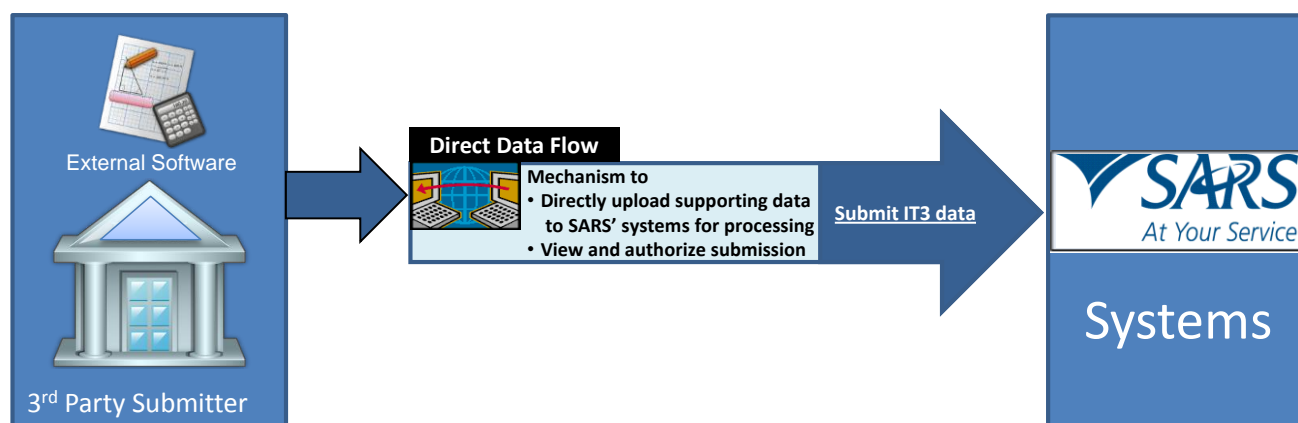 External Software
3rd Party Submitter
Direct Data Flow
Mechanism to
• Directly upload supporting data
to SARS’ systems for processing
• View and authorize submission
Submit IT3 data
SARS
At Your Service
Systems